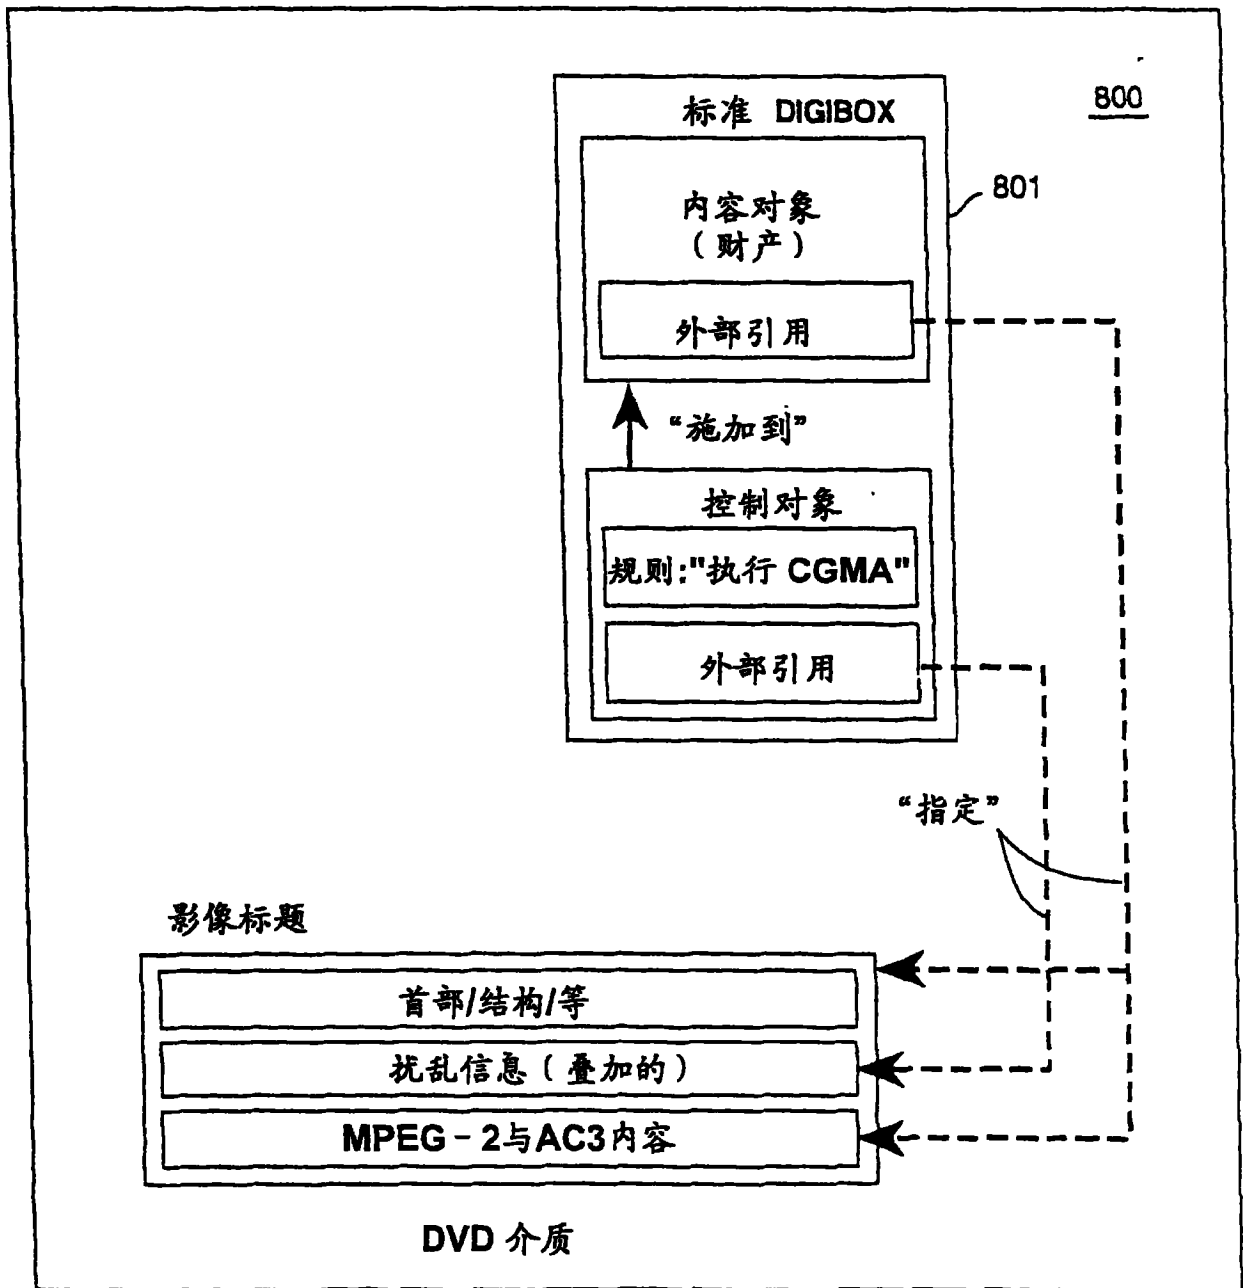 800
标准 DIGIBOX
801
内容对象
(财产)
外部引用
“施加到”
控制对象
规则:"执行 CGMA"
外部引用
“指定”
影像标题
首部/结构/等
扰乱信息(叠加的)
MPEG-2与AC3内容
DVD 介质